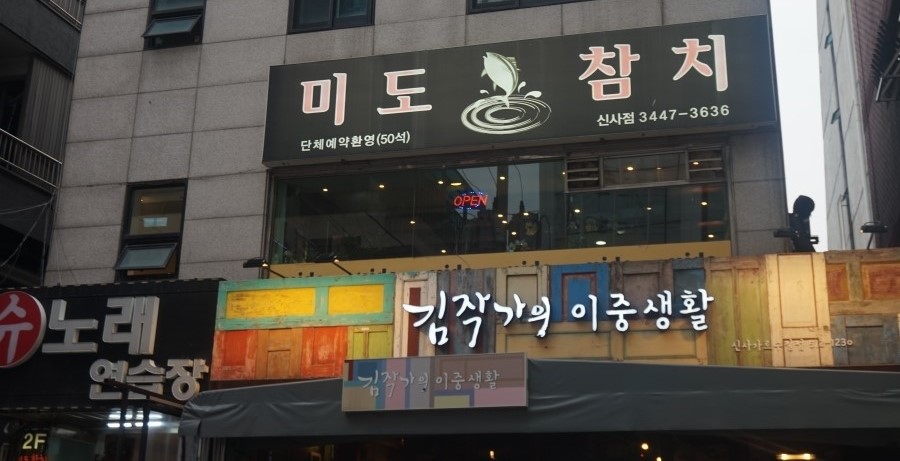 미도 참치
단체예약환영(50석)
신사점 3447-3636
OPEN
김작가의 이중생활
김작가의 이중생활
슈 노래
연습장
2F